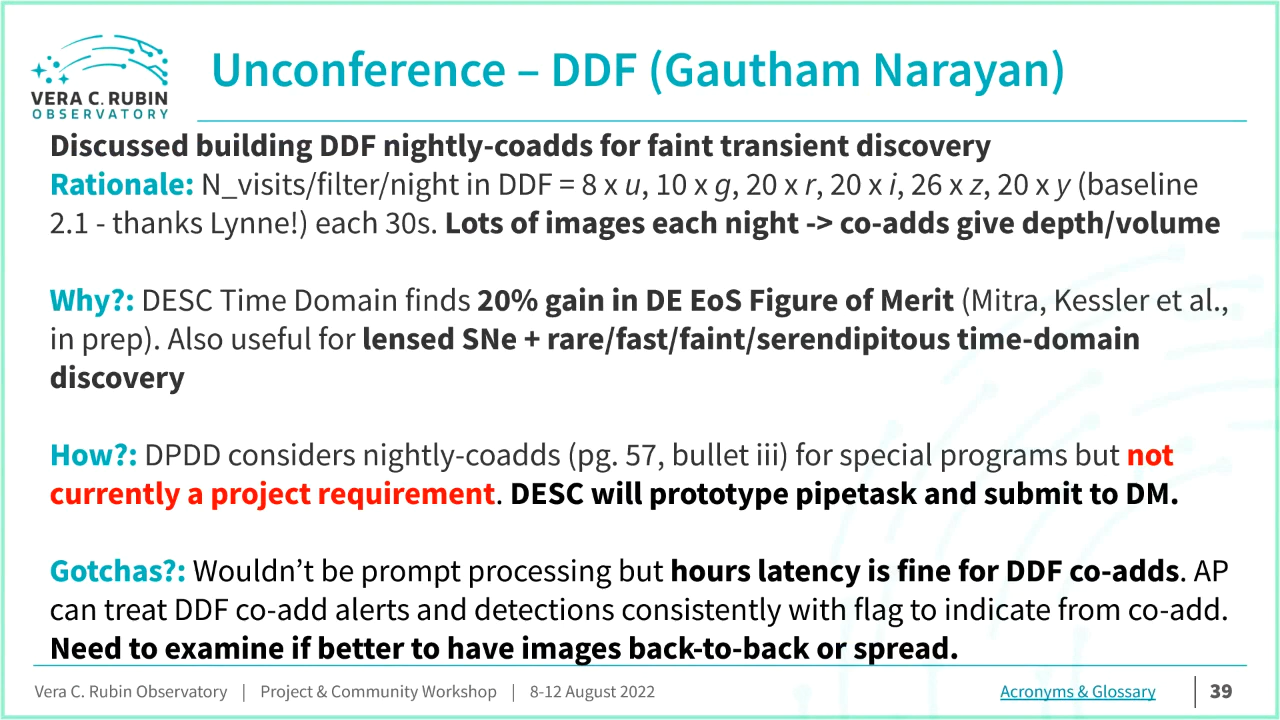 VERA C. RUBIN
OBSERVATORY
Unconference – DDF (Gautham Narayan)
Discussed building DDF nightly-coadds for faint transient discovery
Rationale: N_visits/filter/night in DDF = 8 x u, 10 x g, 20 x r, 20 x i, 26 x z, 20 x y (baseline
2.1 - thanks Lynne!) each 30s. Lots of images each night -> co-adds give depth/volume
Why?: DESC Time Domain finds 20% gain in DE EoS Figure of Merit (Mitra, Kessler et al.,
in prep). Also useful for lensed SNe + rare/fast/faint/serendipitous time-domain
discovery
How?: DPDD considers nightly-coadds (pg. 57, bullet iii) for special programs but not
currently a project requirement. DESC will prototype pipetask and submit to DM.
Gotchas?: Wouldn’t be prompt processing but hours latency is fine for DDF co-adds. AP
can treat DDF co-add alerts and detections consistently with flag to indicate from co-add.
Need to examine if better to have images back-to-back or spread.
Vera C. Rubin Observatory | Project & Community Workshop | 8-12 August 2022
Acronyms & Glossary | 39